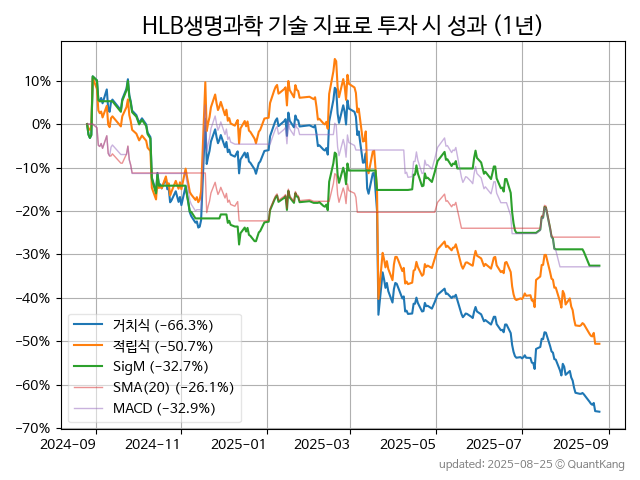 HLB생명과학 기술 지표로 투자 시 성과 (1년)
10%
0%
−10%
−20%
−30%
−40%
−50%
−60%
−70%
거치식 (−66.3%)
적립식 (−50.7%)
SigM (−32.7%)
SMA(20) (−26.1%)
MACD (−32.9%)
2024-09 2024-11 2025-01 2025-03 2025-05 2025-07 2025-09
updated: 2025-08-25 © QuantKang